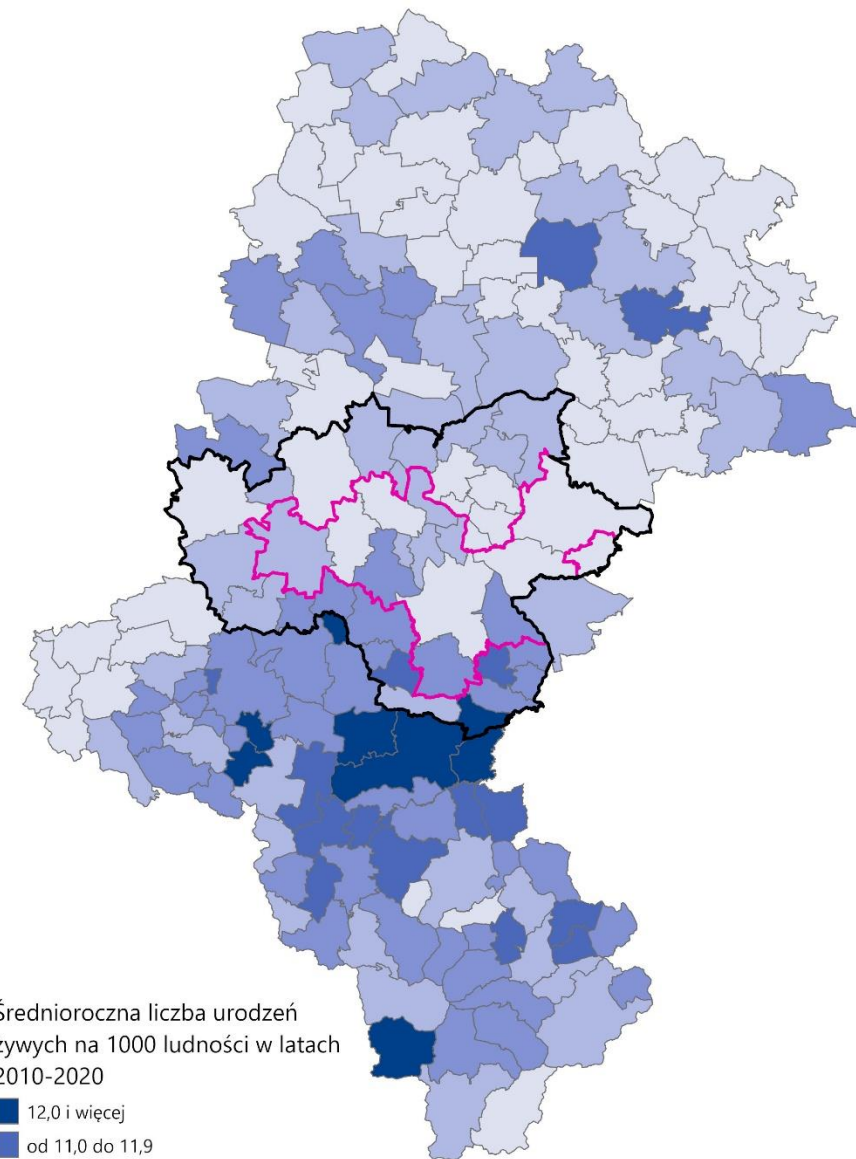 Średnioroczna liczba urodzeń
żywych na 1000 ludności w latach
2010-2020
12,0 i więcej
od 11,0 do 11,9